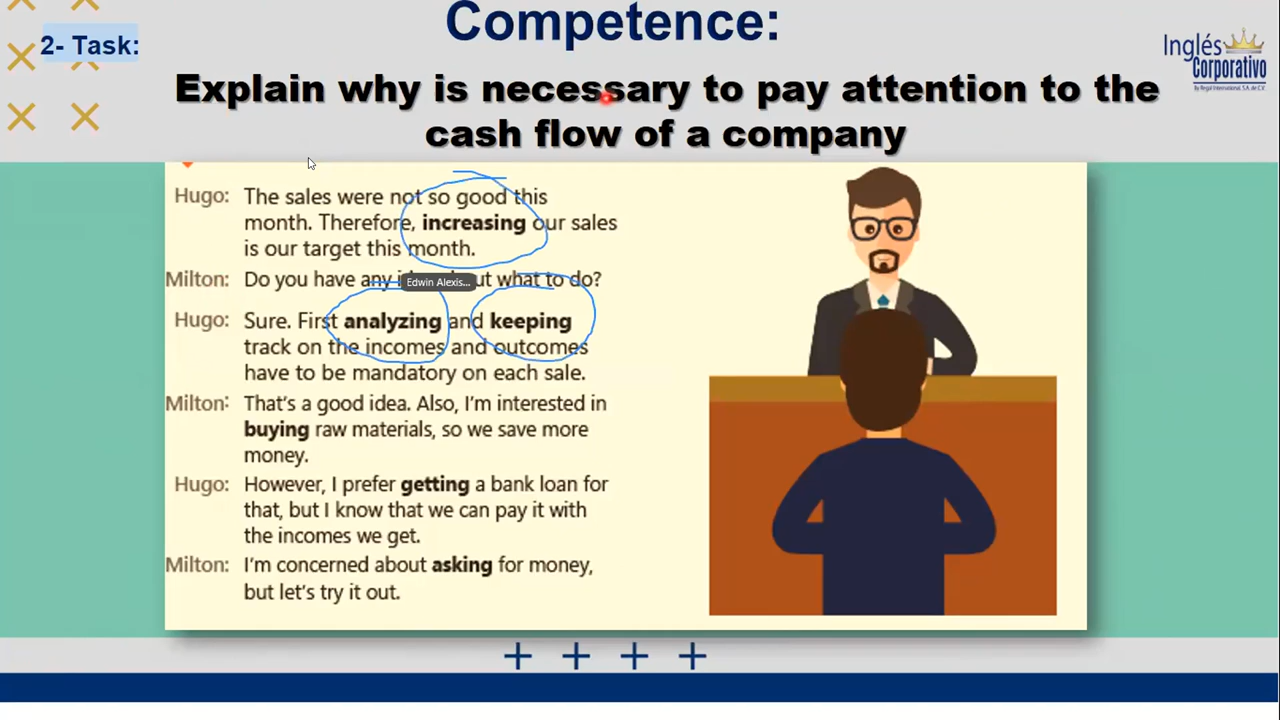 Competence:
2- Task:
Inglés
Corporativo
By Regal International, S.A. de C.V.
Explain why is necessary to pay attention to the
cash flow of a company
Hugo: The sales were not so good this
month. Therefore, increasing our sales
is our target this month.
Milton: Do you have any about what to do?
Edwin Alexis...
Hugo: Sure. First analyzing and keeping
track on the incomes and outcomes
have to be mandatory on each sale.
Milton: That's a good idea. Also, I'm interested in
buying raw materials, so we save more
money.
Hugo: However, I prefer getting a bank loan for
that, but I know that we can pay it with
the incomes we get.
Milton: I'm concerned about asking for money,
but let's try it out.